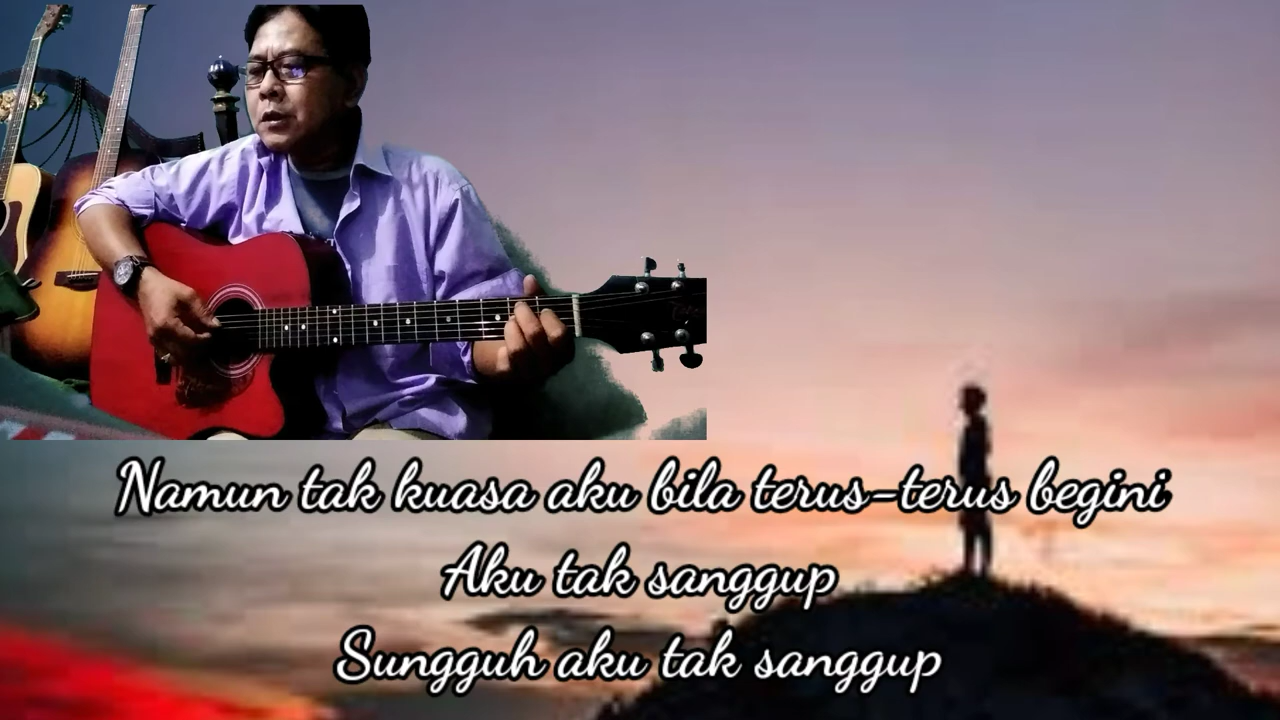 Namun tak kuasa aku bila terus-terus begini
Aku tak sanggup
Sungguh aku tak sanggup